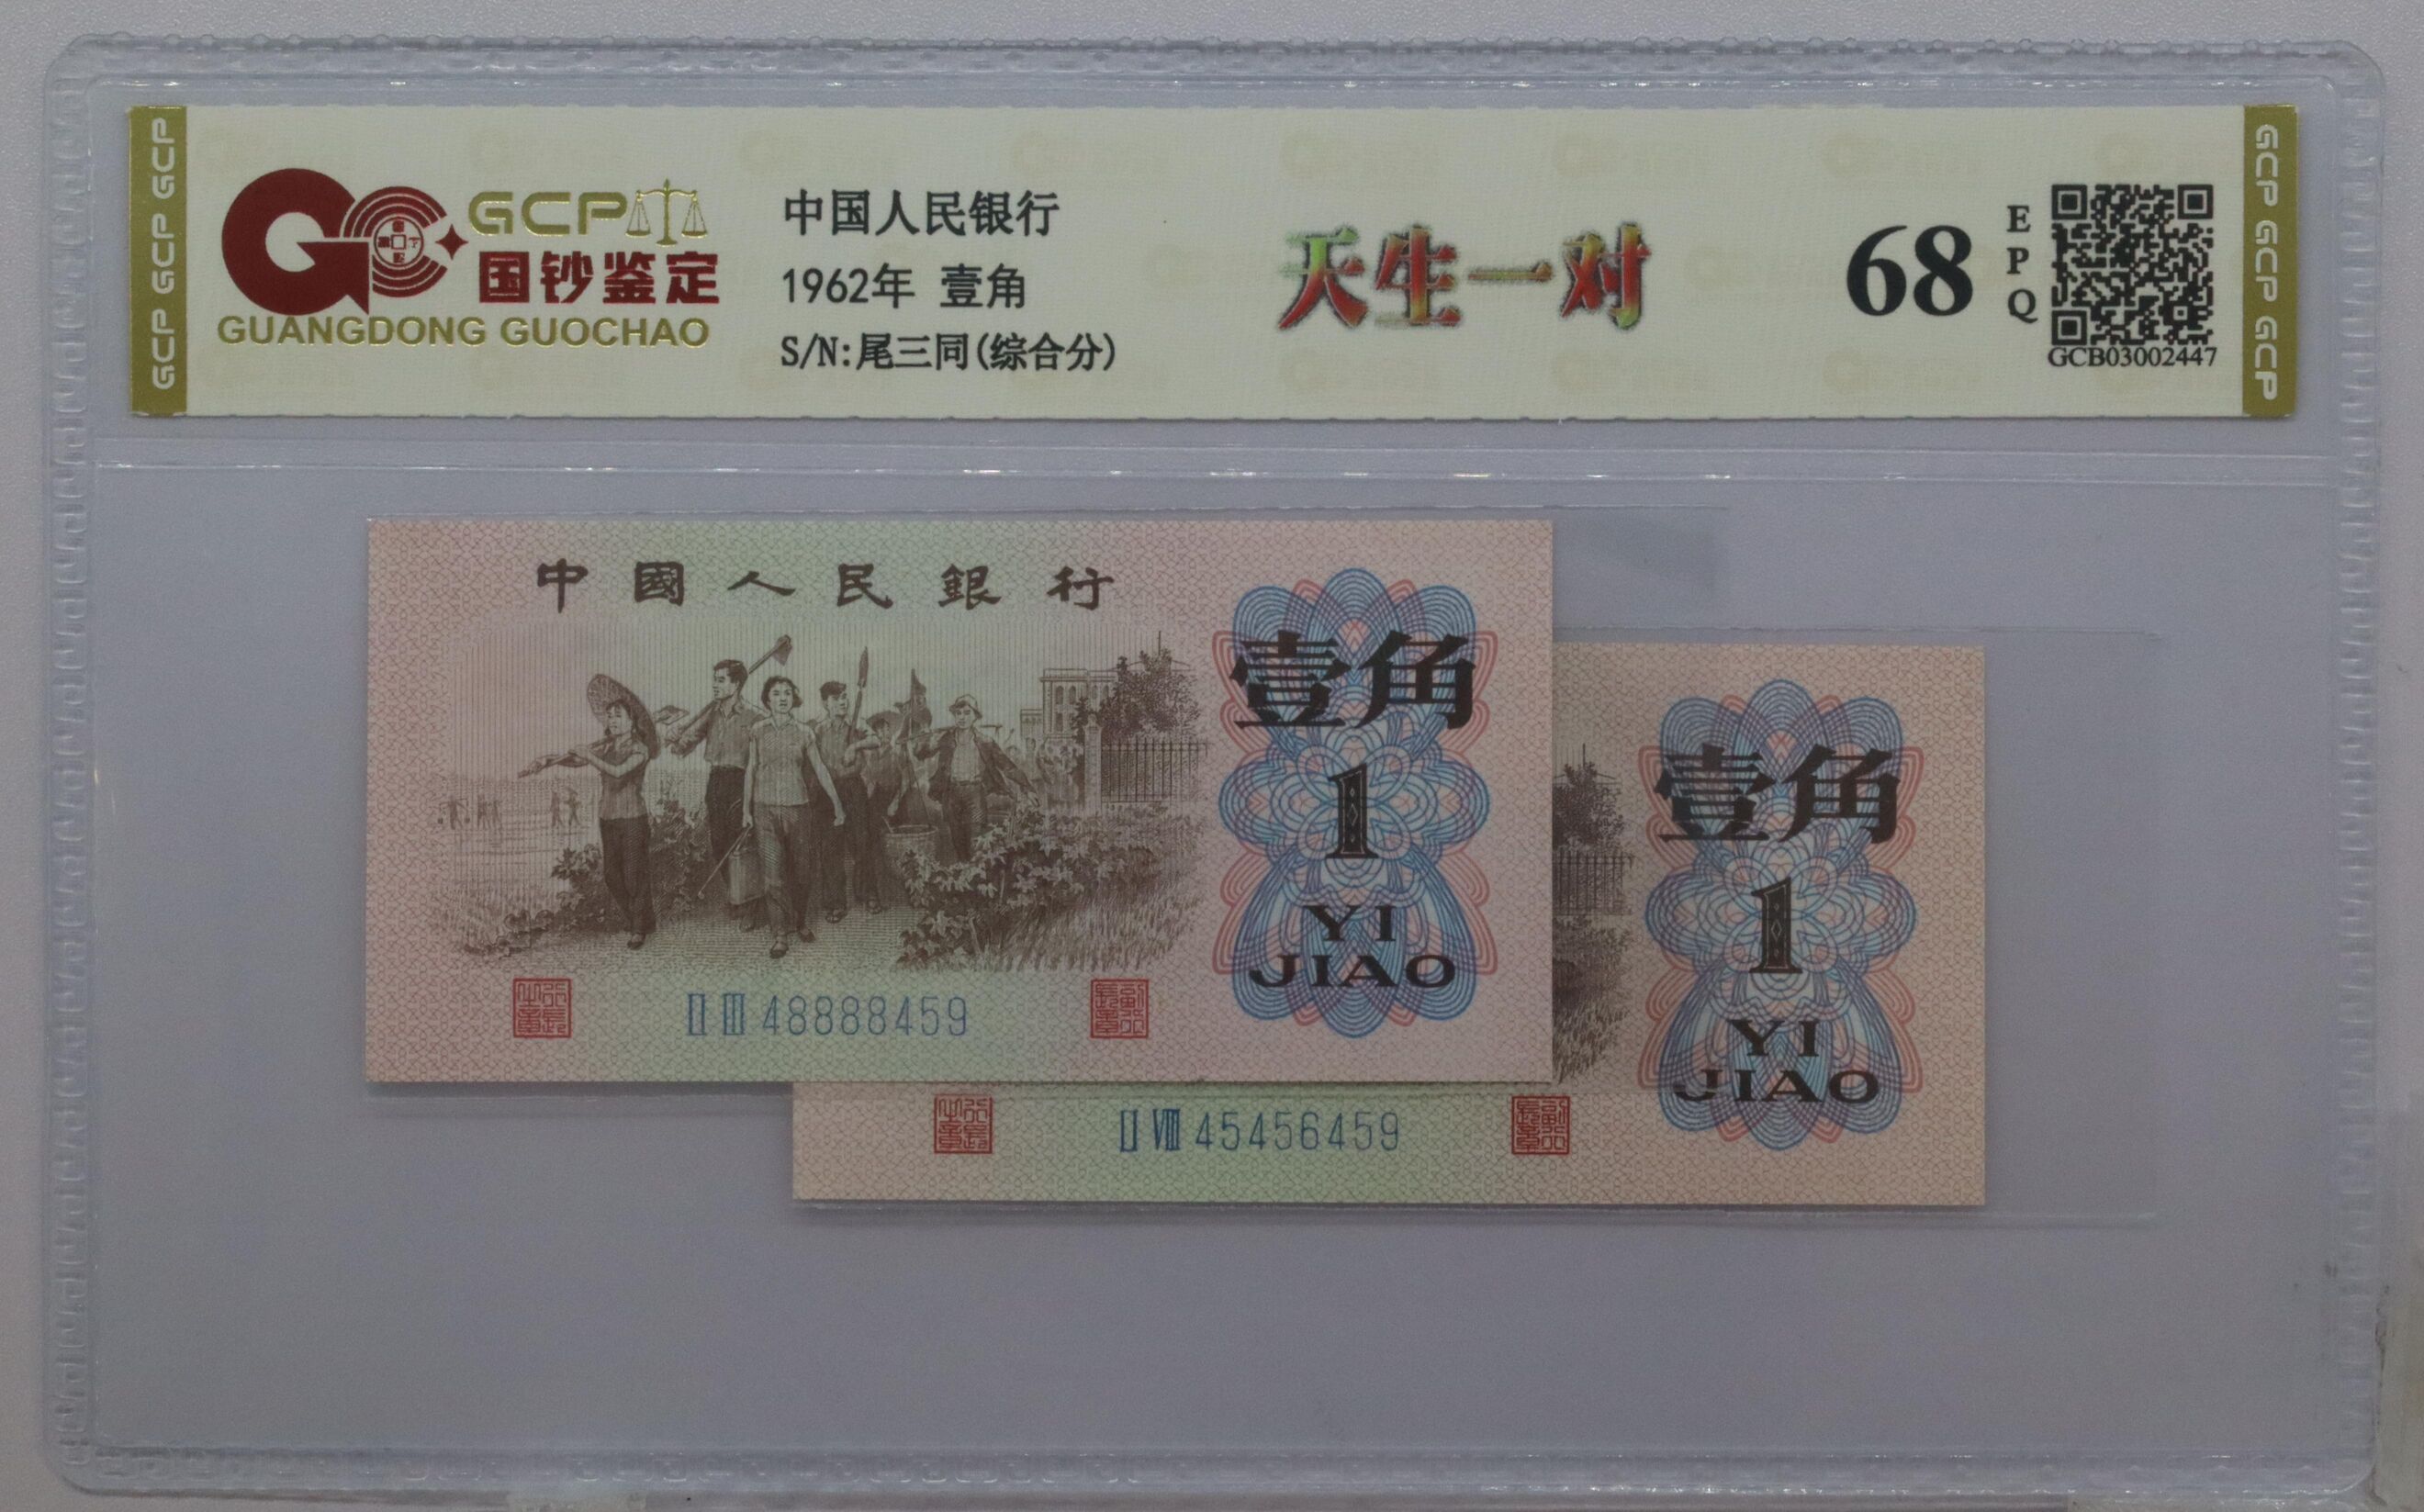 GCP GCP GCP
GCP
国钞鉴定
GUANGDONG GUOCHAO
中国人民银行
1962年 壹角
S/N:尾三同(综合分)
天生一对
68
EPQ
GCB03002447
GCP GCP GCP GCP
中國人民銀行
壹角
1
YI
JIAO
II III 48888459
壹角
1
YI
JIAO
II VIII 45456459